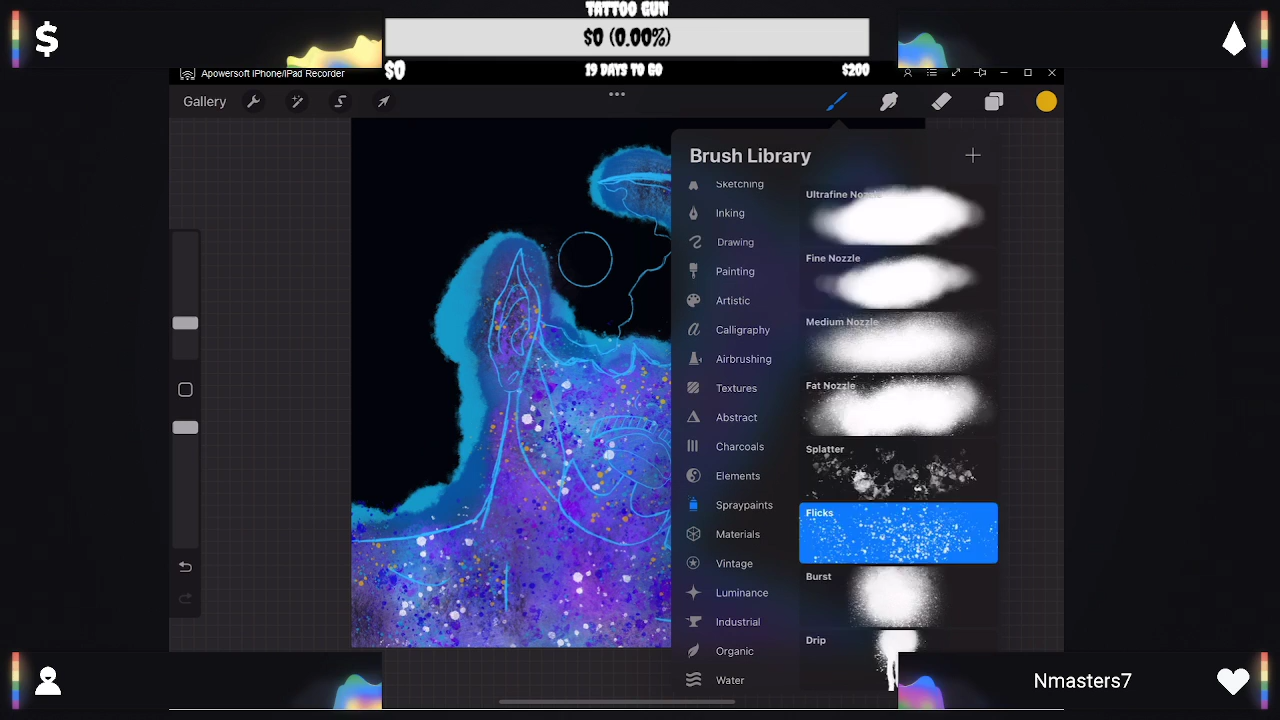 TATTOO GUN
$
$0 (0.00%)
$0
19 DAYS TO GO
$200
Apowersoft iPhone/iPad Recorder
Gallery
Brush Library
Sketching
Inking
Drawing
Painting
Artistic
Calligraphy
Airbrushing
Textures
Abstract
Charcoals
Elements
Spraypaints
Materials
Vintage
Luminance
Industrial
Organic
Water
Ultrafine Nozzle
Fine Nozzle
Medium Nozzle
Fat Nozzle
Splatter
Flicks
Burst
Drip
Nmasters7